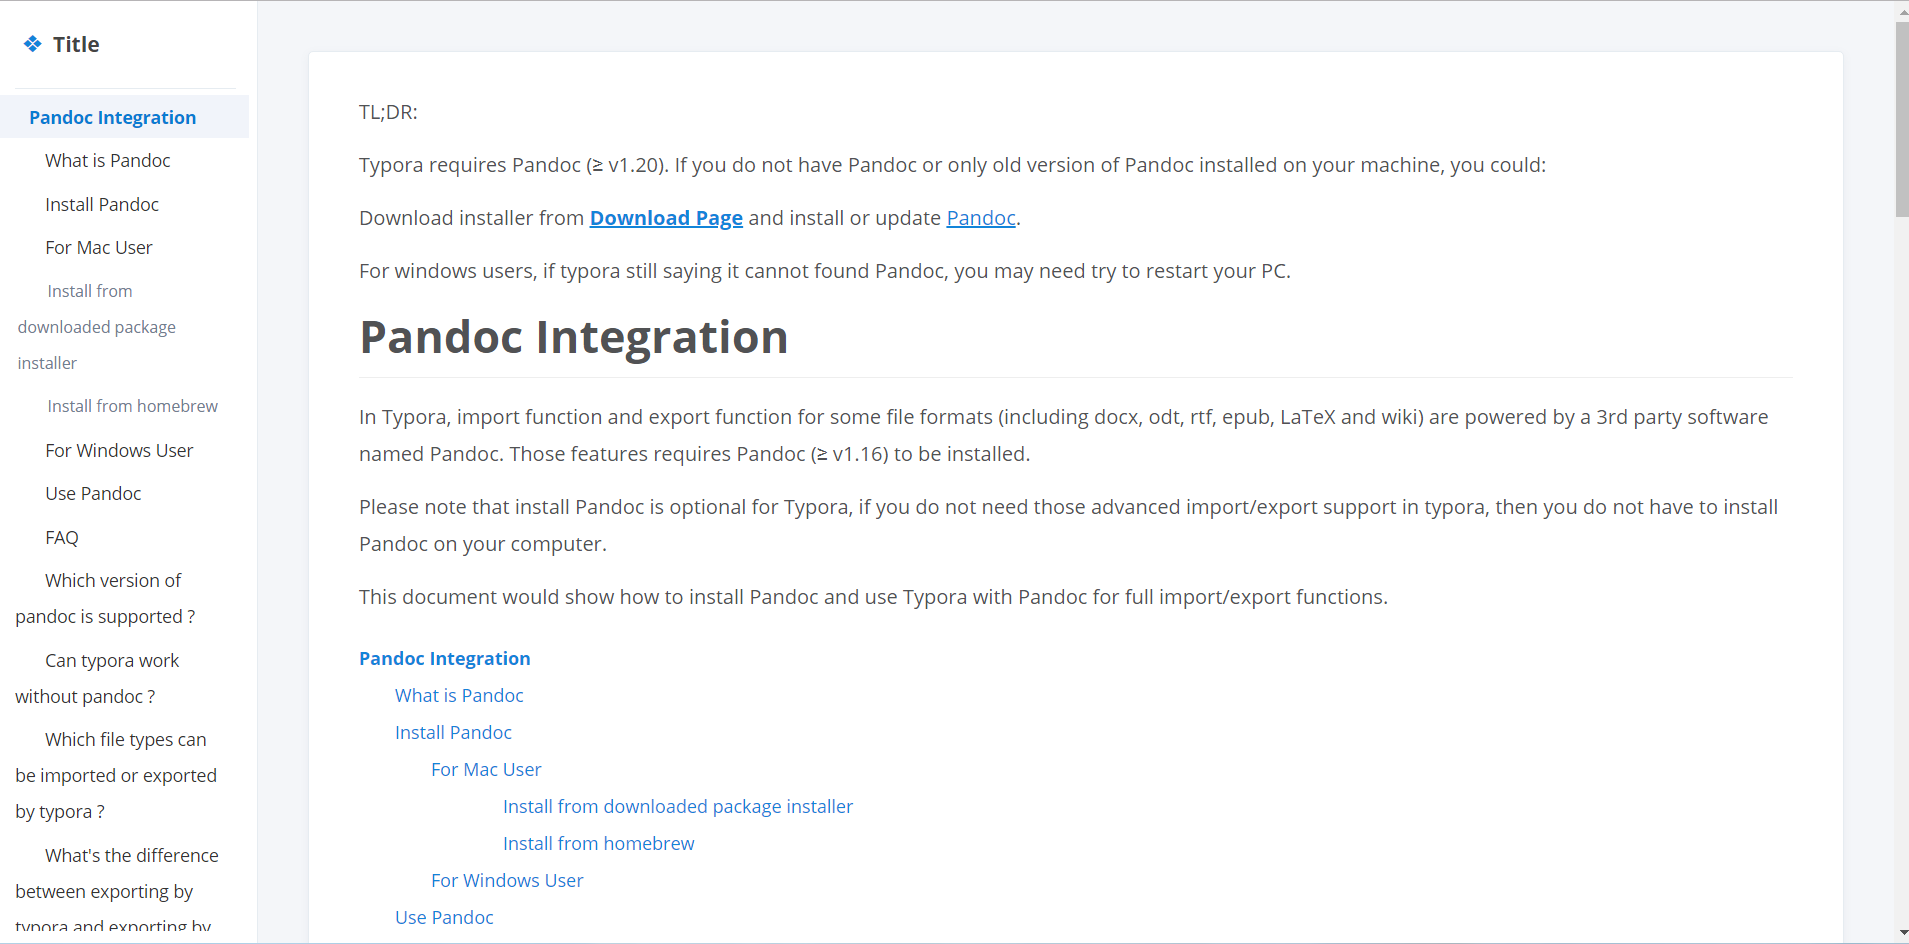 Title
Pandoc Integration
What is Pandoc
Install Pandoc
For Mac User
Install from
downloaded package
installer
Install from homebrew
For Windows User
Use Pandoc
FAQ
Which version of
pandoc is supported ?
Can typora work
without pandoc ?
Which file types can
be imported or exported
by typora ?
What's the difference
between exporting by
typora and exporting by
TL;DR:
Typora requires Pandoc (≥ v1.20). If you do not have Pandoc or only old version of Pandoc installed on your machine, you could:
Download installer from Download Page and install or update Pandoc.
For windows users, if typora still saying it cannot found Pandoc, you may need try to restart your PC.
Pandoc Integration
In Typora, import function and export function for some file formats (including docx, odt, rtf, epub, LaTeX and wiki) are powered by a 3rd party software
named Pandoc. Those features requires Pandoc (≥ v1.16) to be installed.
Please note that install Pandoc is optional for Typora, if you do not need those advanced import/export support in typora, then you do not have to install
Pandoc on your computer.
This document would show how to install Pandoc and use Typora with Pandoc for full import/export functions.
Pandoc Integration
What is Pandoc
Install Pandoc
For Mac User
Install from downloaded package installer
Install from homebrew
For Windows User
Use Pandoc